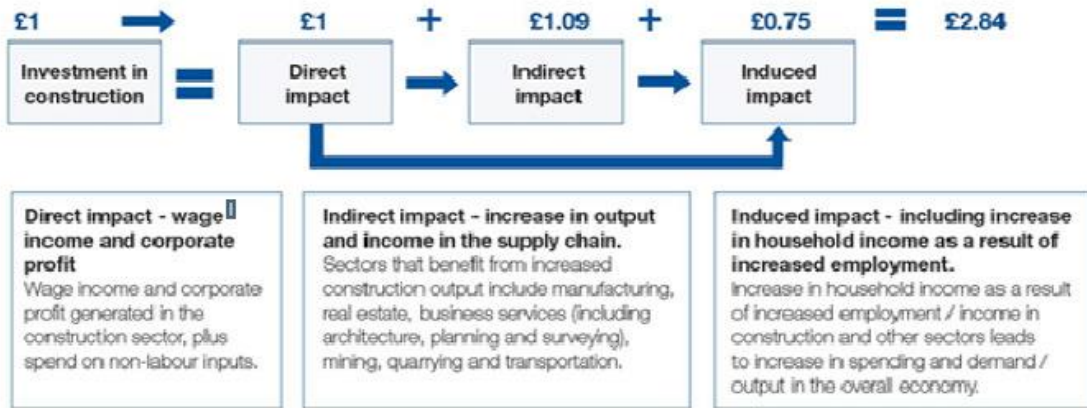 £1 £1 + £1.09 + £0.75 = £2.84
Investment in
construction
=
Direct
impact
Indirect
impact
Induced
impact
Direct impact - wage
income and corporate
profit
Wage income and corporate
profit generated in the
construction sector, plus
spend on non-labour inputs.
Indirect impact - increase in output
and income in the supply chain.
Sectors that benefit from increased
construction output include manufacturing,
real estate, business services (including
architecture, planning and surveying),
mining, quarrying and transportation.
Induced impact - including increase
in household income as a result of
increased employment.
Increase in household income as a result
of increased employment / income in
construction and other sectors leads
to increase in spending and demand /
output in the overall economy.